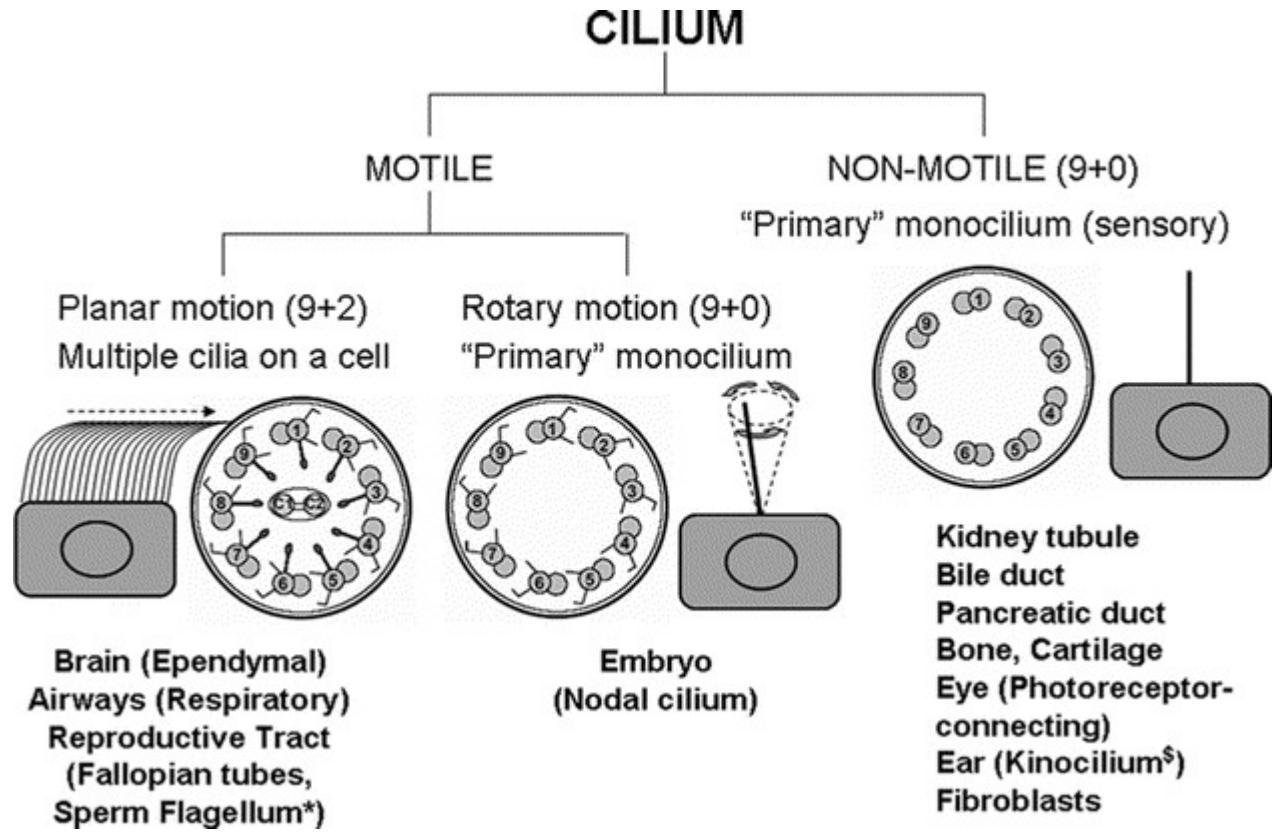 CILIUM
MOTILE
NON-MOTILE (9+0)
“Primary” monocilium (sensory)
Planar motion (9+2)
Multiple cilia on a cell
Rotary motion (9+0)
“Primary” monocilium
1
2
3
4
5
6
7
8
9
C1
C2
1
2
3
4
5
6
7
8
9
1
2
3
4
5
6
7
8
9
Brain (Ependymal)
Airways (Respiratory)
Reproductive Tract
(Fallopian tubes,
Sperm Flagellum*)
Embryo
(Nodal cilium)
Kidney tubule
Bile duct
Pancreatic duct
Bone, Cartilage
Eye (Photoreceptor-
connecting)
Ear (Kinocilium$)
Fibroblasts